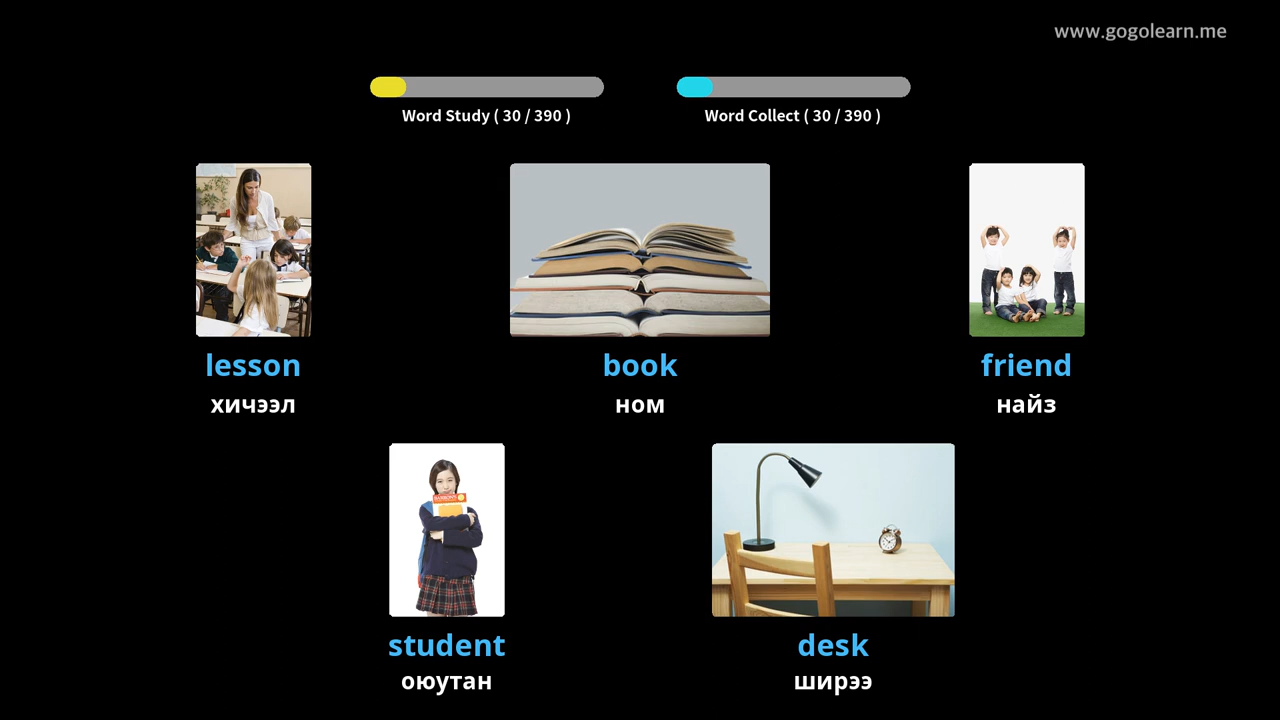 www.gogolearn.me
Word Study ( 30 / 390 )
Word Collect ( 30 / 390 )
lesson
хичээл
book
ном
friend
найз
student
оюутан
desk
ширээ